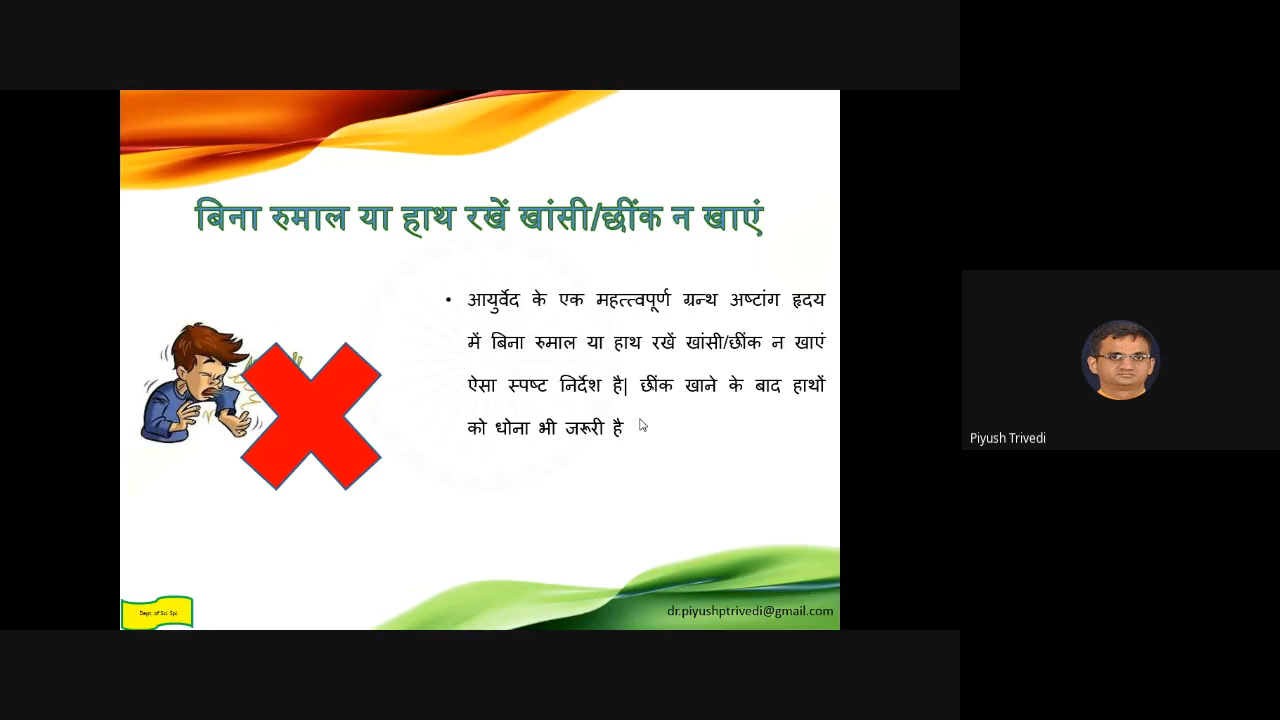 बिना रुमाल या हाथ रखें खांसी/छींक न खाएं
• आयुर्वेद के एक महत्त्वपूर्ण ग्रन्थ अष्टांग हृदय
में बिना रुमाल या हाथ रखें खांसी/छींक न खाएं
ऐसा स्पष्ट निर्देश है| छींक खाने के बाद हाथों
को धोना भी जरूरी है
Dept. of Sci. Spi.
dr.piyushptrivedi@gmail.com
Piyush Trivedi